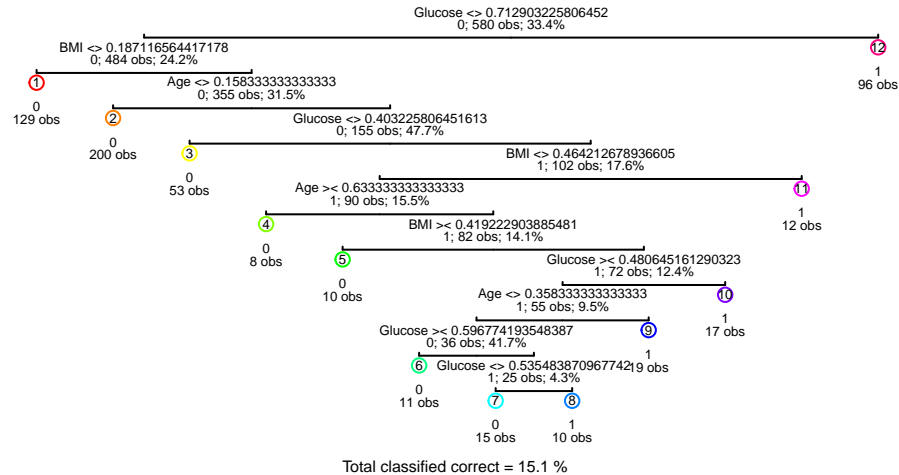 Glucose <> 0.712903225806452
0; 580 obs; 33.4%
BMI <> 0.187116564417178
0; 484 obs; 24.2%
12
1
96 obs
1
0
129 obs
Age <> 0.158333333333333
0; 355 obs; 31.5%
2
0
200 obs
Glucose <> 0.403225806451613
0; 155 obs; 47.7%
3
0
53 obs
BMI <> 0.464212678936605
1; 102 obs; 17.6%
Age >< 0.633333333333333
1; 90 obs; 15.5%
11
1
12 obs
4
0
8 obs
BMI >< 0.419222903885481
1; 82 obs; 14.1%
5
0
10 obs
Glucose >< 0.480645161290323
1; 72 obs; 12.4%
Age <> 0.358333333333333
1; 55 obs; 9.5%
10
1
17 obs
Glucose >< 0.596774193548387
0; 36 obs; 41.7%
9
1
19 obs
6
0
11 obs
Glucose <> 0.535483870967742
1; 25 obs; 4.3%
7
0
15 obs
8
1
10 obs
Total classified correct = 15.1 %